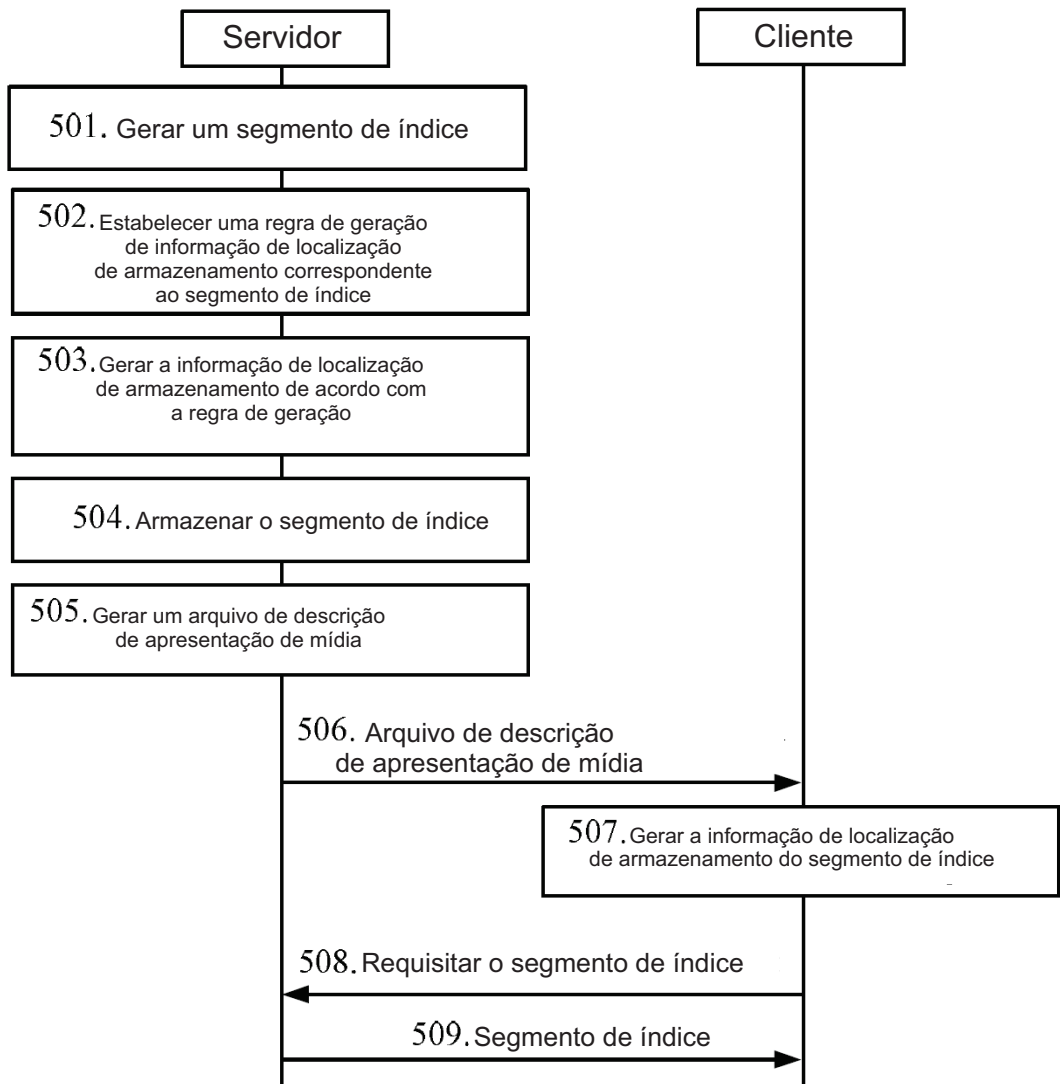 Servidor
Cliente
501. Gerar um segmento de índice
502. Estabelecer uma regra de geração
de informação de localização
de armazenamento correspondente
ao segmento de índice
503. Gerar a informação de localização
de armazenamento de acordo com
a regra de geração
504. Armazenar o segmento de índice
505. Gerar um arquivo de descrição
de apresentação de mídia
506. Arquivo de descrição
de apresentação de mídia
507. Gerar a informação de localização
de armazenamento do segmento de índice
508. Requisitar o segmento de índice
509. Segmento de índice